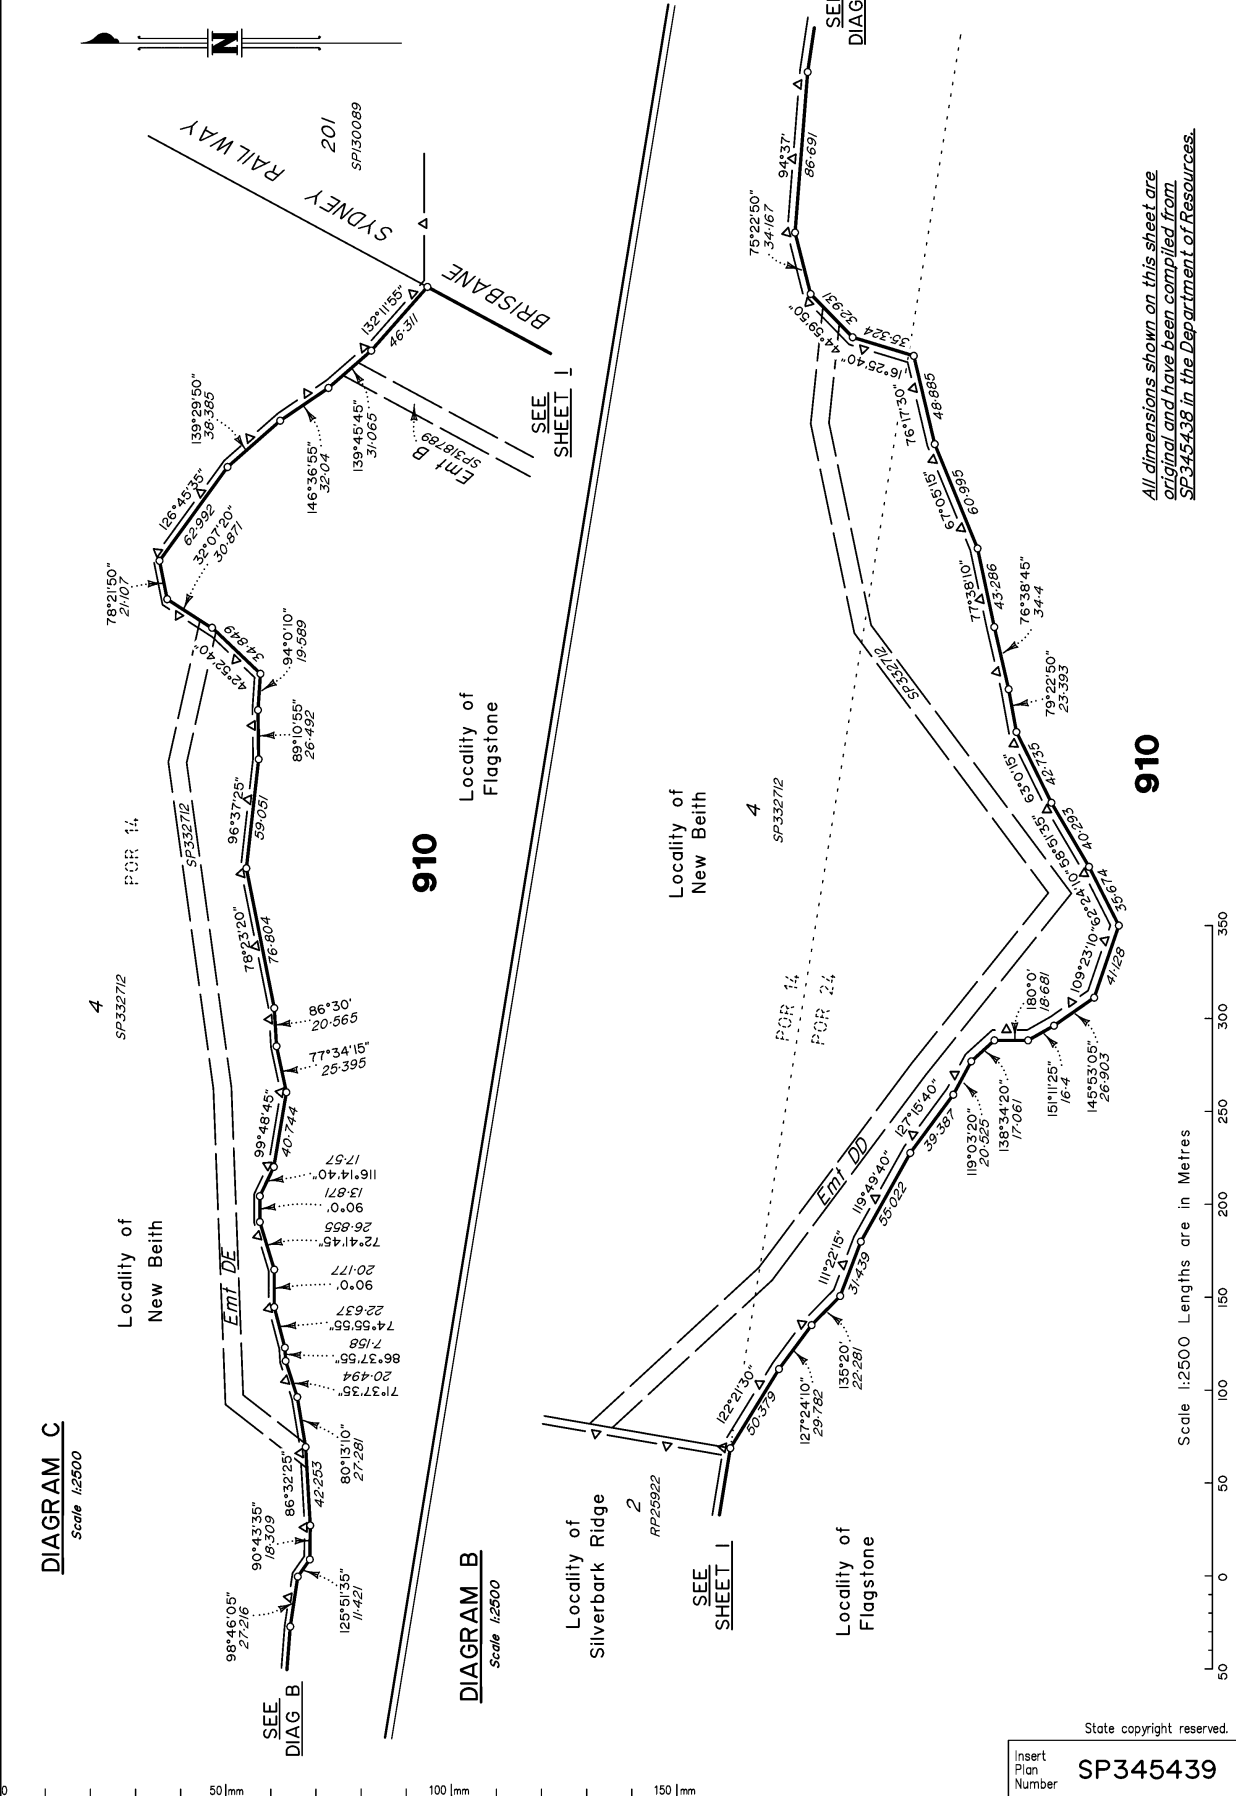 DIAGRAM C
Scale 1:2500
N
4
SP332712
POR 14
Locality of
New Beith
201
SP130089
BRISBANE SYDNEY RAILWAY
SEE
DIAG B
98°46'05"
27·216
125°51'35"
11·421
90°43'35"
18·309
86°32'25"
42·253
80°13'10"
27·281
71°37'35"
20·494
86°37'55"
7·158
74°55'55"
22·637
90°0'
20·177
72°41'45"
26·855
90°0'
13·871
116°14'40"
17·57
99°48'45"
40·744
77°34'15"
25·395
86°30'
20·565
78°23'20"
76·804
96°37'25"
59·051
89°10'55"
26·492
94°0'10"
19·589
42°52'40"
34·849
32°07'20"
30·871
78°21'50"
21·107
126°45'35"
62·992
139°29'50"
38·385
146°36'55"
32·04
139°45'45"
31·065
132°11'55"
46·311
Emt DE
SP332712
Emt B
SP318789
SEE
SHEET 1
Locality of
Flagstone
910
DIAGRAM B
Scale 1:2500
Locality of
Silverbark Ridge
2
RP25922
SEE
SHEET 1
Locality of
Flagstone
Locality of
New Beith
4
SP332712
POR 14
POR 24
Emt DD
SP332712
122°21'30"
50·379
127°24'10"
29·782
135°20'
22·281
111°22'15"
31·439
119°49'40"
55·022
127°15'40"
39·387
119°03'20"
20·525
138°34'20"
17·061
180°0'
18·681
151°11'25"
16·4
145°53'05"
26·903
109°23'10"
41·128
62°24'10"
35·674
58°51'35"
40·293
63°0'15"
42·735
79°22'50"
23·393
76°38'45"
34·4
77°38'10"
43·286
67°05'15"
60·995
76°17'30"
48·885
16°25'40"
35·324
44°59'50"
32·931
75°22'50"
34·167
94°37'
86·691
910
All dimensions shown on this sheet are
original and have been compiled from
SP345438 in the Department of Resources.
50 0 50 100 150 200 250 300 350
Scale 1:2500 Lengths are in Metres
State copyright reserved.
Insert
Plan
Number
SP345439
0 50 mm 100 mm 150 mm